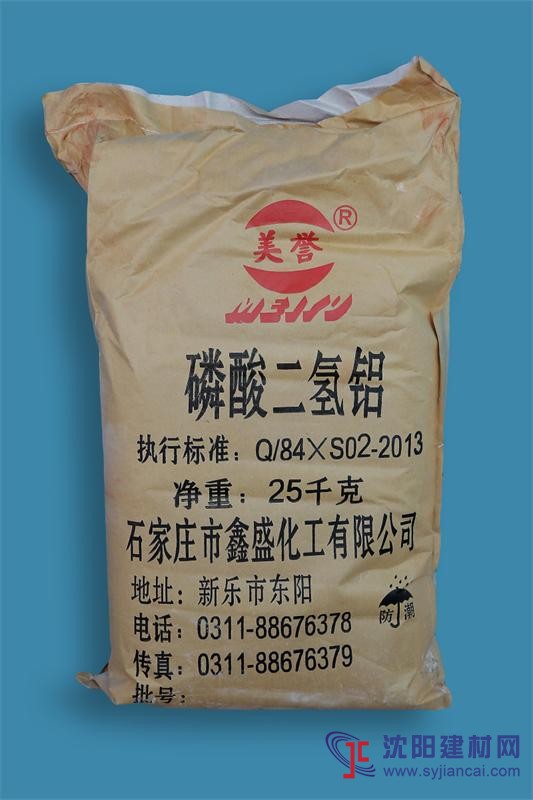 美誉®
磷酸二氢铝
执行标准：Q/84×S02-2013
净重：25千克
石家庄市鑫盛化工有限公司
地址：新乐市东阳
电话：0311-88676378
传真：0311-88676379
批号：
防潮
沈阳建材网
www.syjiancai.com